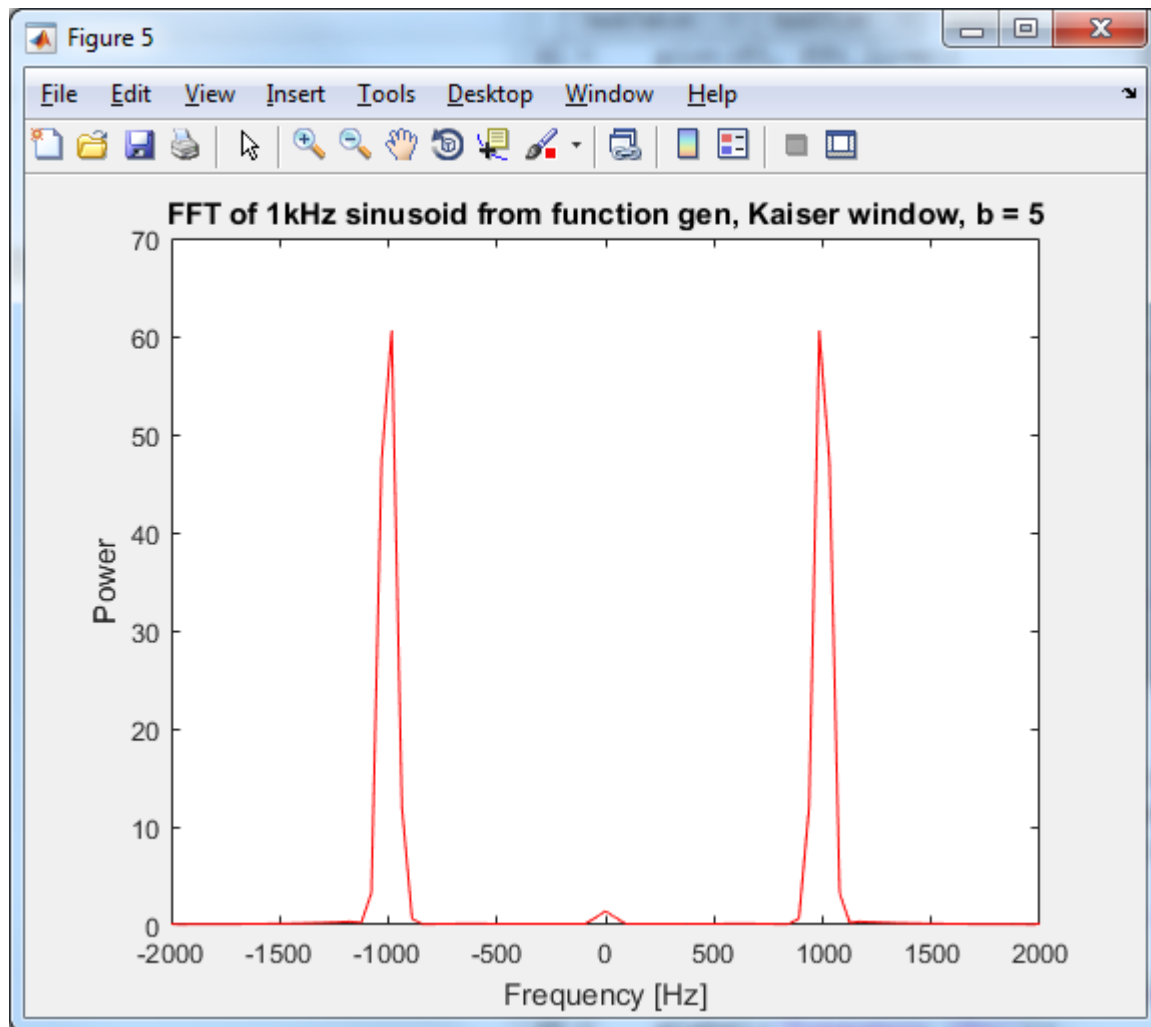 Figure 5
File Edit View Insert Tools Desktop Window Help
FFT of 1kHz sinusoid from function gen, Kaiser window, b = 5
70
60
50
40
30
20
10
0
Power
-2000 -1500 -1000 -500 0 500 1000 1500 2000
Frequency [Hz]